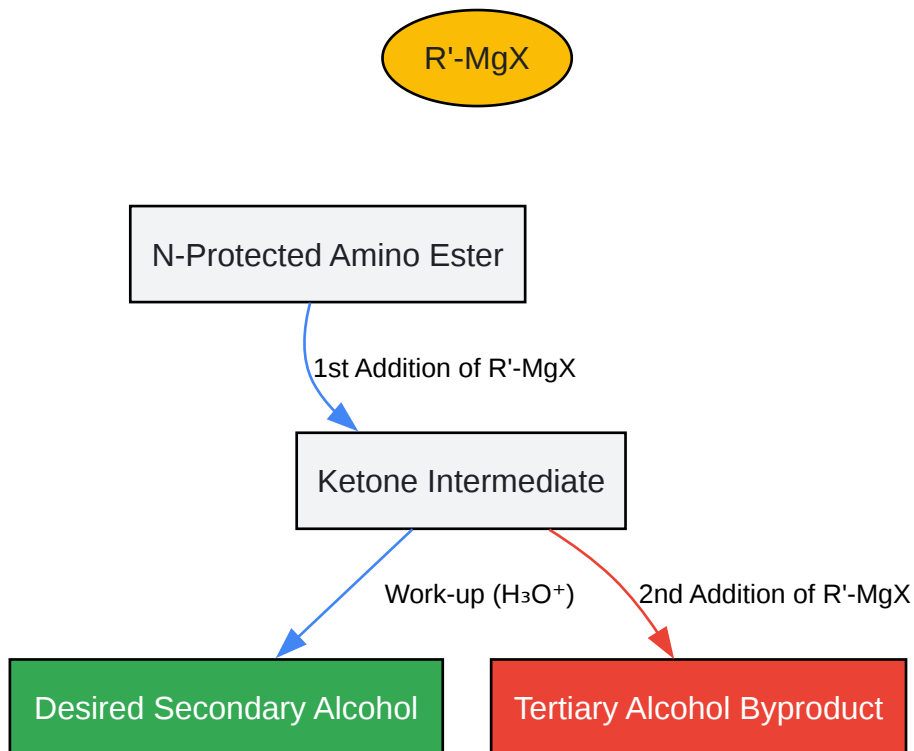 R'-MgX
N-Protected Amino Ester
1st Addition of R'-MgX
Ketone Intermediate
Work-up (H₃O⁺)
2nd Addition of R'-MgX
Desired Secondary Alcohol
Tertiary Alcohol Byproduct